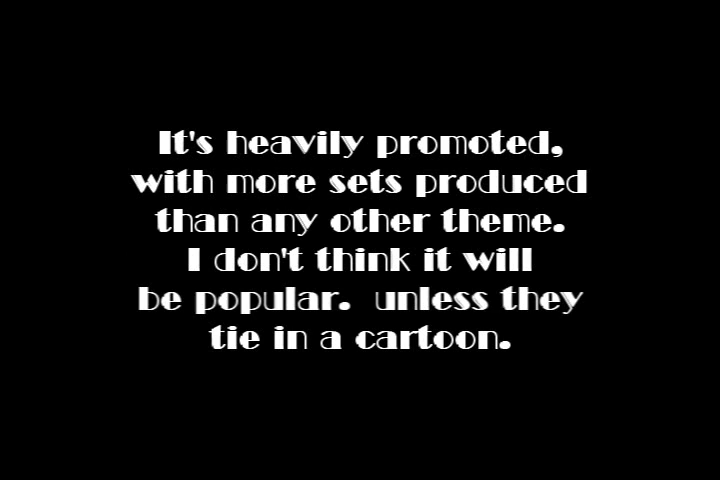 It's heavily promoted,
with more sets produced
than any other theme.
I don't think it will
be popular.  unless they
tie in a cartoon.